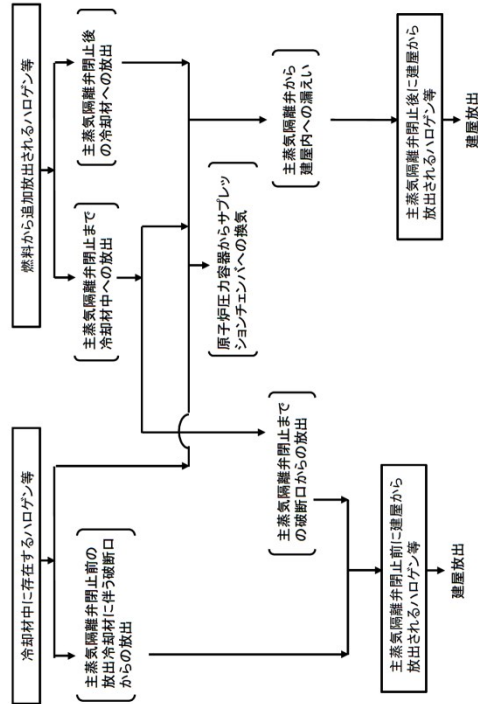 冷却材中に存在するハロゲン等
燃料から追加放出されるハロゲン等
主蒸気隔離弁閉止前の
放出冷却材に伴う破断口
からの放出
主蒸気隔離弁閉止まで
冷却材中への放出
主蒸気隔離弁閉止後
の冷却材への放出
原子炉圧力容器からサプレッ
ションチェンバへの換気
主蒸気隔離弁閉止まで
の破断口からの放出
主蒸気隔離弁から
建屋内への漏えい
主蒸気隔離弁閉止前に建屋から
放出されるハロゲン等
主蒸気隔離弁閉止後に建屋から
放出されるハロゲン等
建屋放出
建屋放出